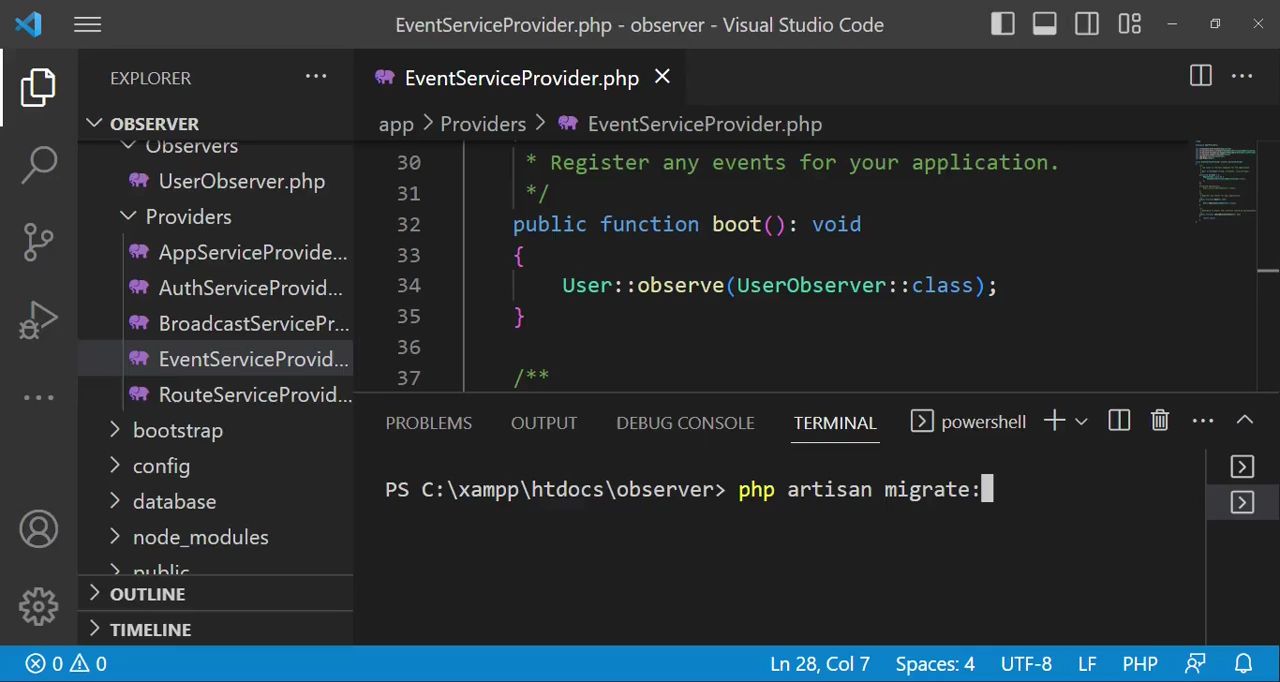 EventServiceProvider.php - observer - Visual Studio Code
EXPLORER
OBSERVER
Observers
UserObserver.php
Providers
AppServiceProvide...
AuthServiceProvid...
BroadcastServicePr...
EventServiceProvid...
RouteServiceProvid...
bootstrap
config
database
node_modules
public
OUTLINE
TIMELINE
EventServiceProvider.php
app > Providers > EventServiceProvider.php
30 * Register any events for your application.
31 */
32 public function boot(): void
33 {
34 User::observe(UserObserver::class);
35 }
36
37 /**
PROBLEMS OUTPUT DEBUG CONSOLE TERMINAL powershell
PS C:\xampp\htdocs\observer> php artisan migrate:
0 0 Ln 28, Col 7 Spaces: 4 UTF-8 LF PHP